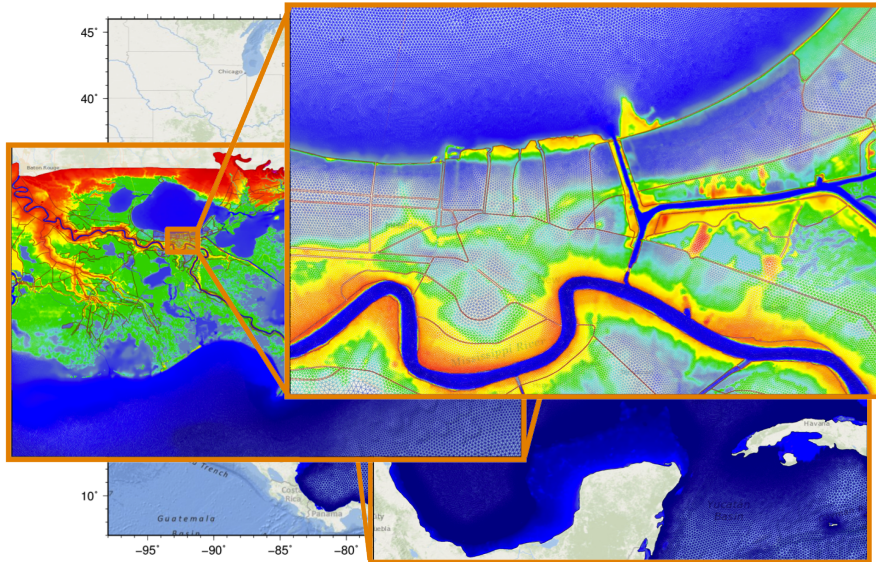 45˚
Chicago
40˚
Baton Rouge
Mississippi River
Havana
Trench
10˚
Costa
Rica
Panama
Guatemala
Basin
Yucatan
Basin
−95˚
−90˚
−85˚
−80˚